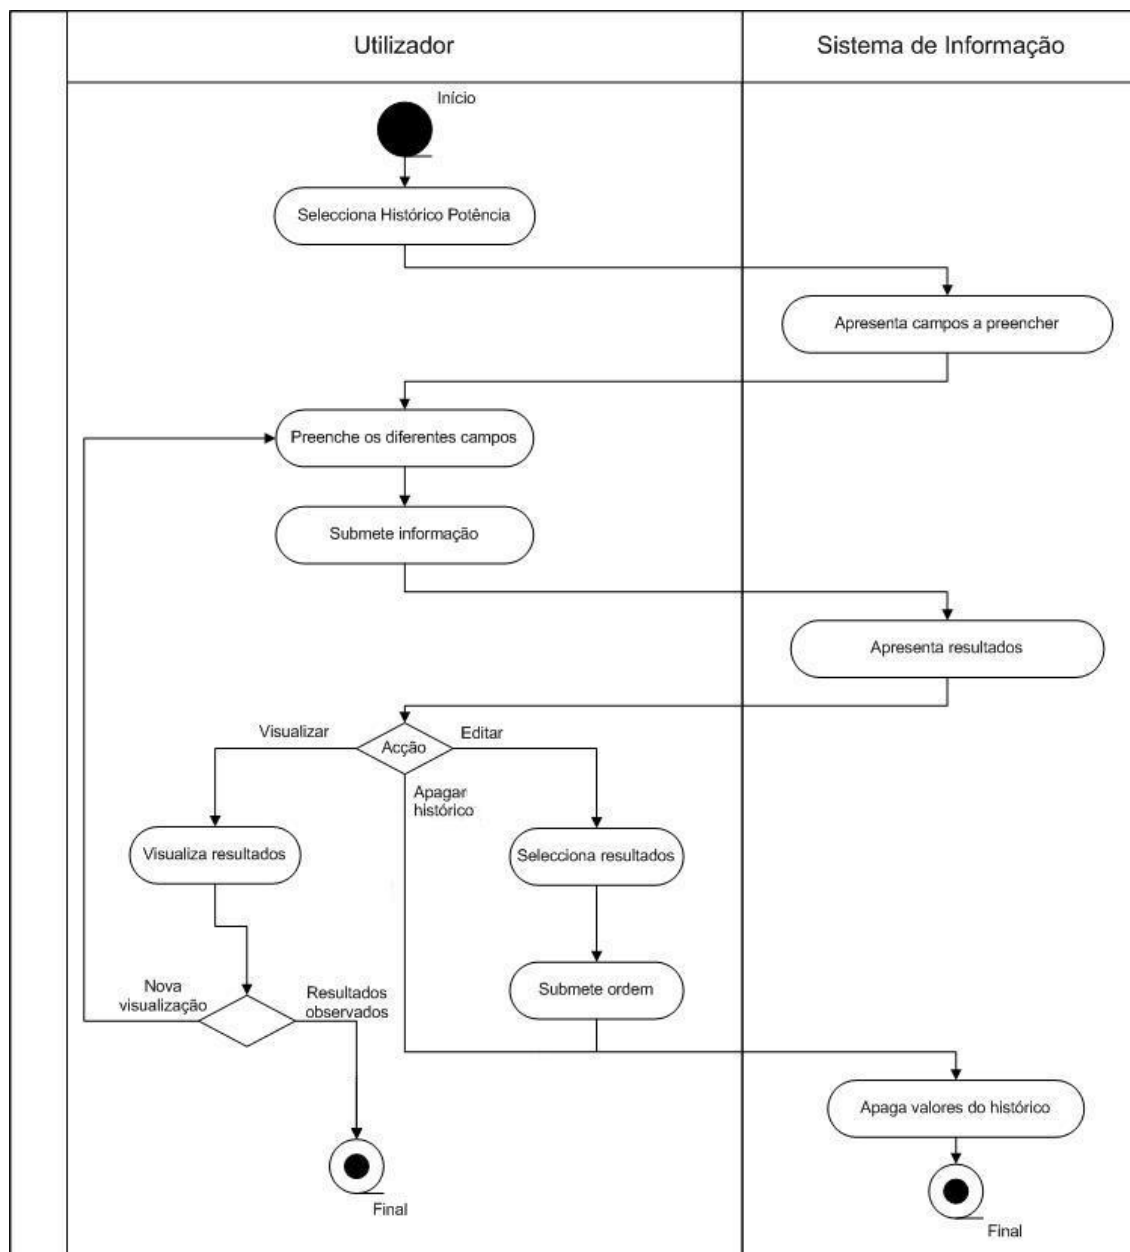 Utilizador
Sistema de Informação
Início
Selecciona Histórico Potência
Apresenta campos a preencher
Preenche os diferentes campos
Submete informação
Apresenta resultados
Visualizar
Acção
Editar
Apagar
histórico
Visualiza resultados
Selecciona resultados
Nova
visualização
Resultados
observados
Submete ordem
Apaga valores do histórico
Final
Final